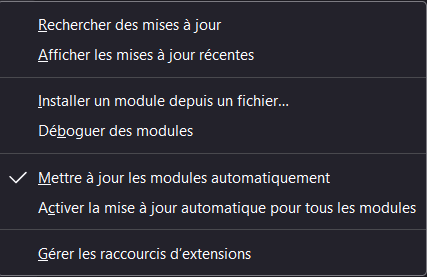 Rechercher des mises à jour
Afficher les mises à jour récentes
Installer un module depuis un fichier...
Déboguer des modules
Mettre à jour les modules automatiquement
Activer la mise à jour automatique pour tous les modules
Gérer les raccourcis d’extensions